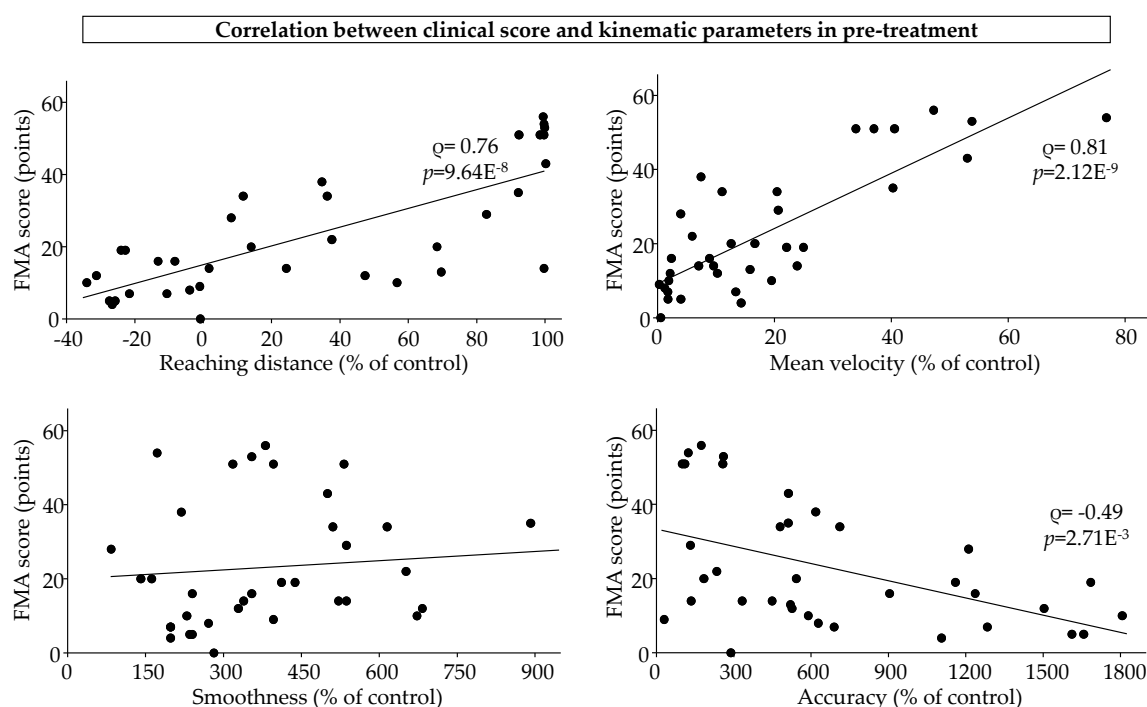 Correlation between clinical score and kinematic parameters in pre-treatment
FMA score (points)
60
40
20
0
ϱ= 0.76
p=9.64E-8
-40 -20 0 20 40 60 80 100
Reaching distance (% of control)
FMA score (points)
60
40
20
0
ϱ= 0.81
p=2.12E-9
0 20 40 60 80
Mean velocity (% of control)
FMA score (points)
60
40
20
0
0 150 300 450 600 750 900
Smoothness (% of control)
FMA score (points)
60
40
20
0
ϱ= -0.49
p=2.71E-3
0 300 600 900 1200 1500 1800
Accuracy (% of control)